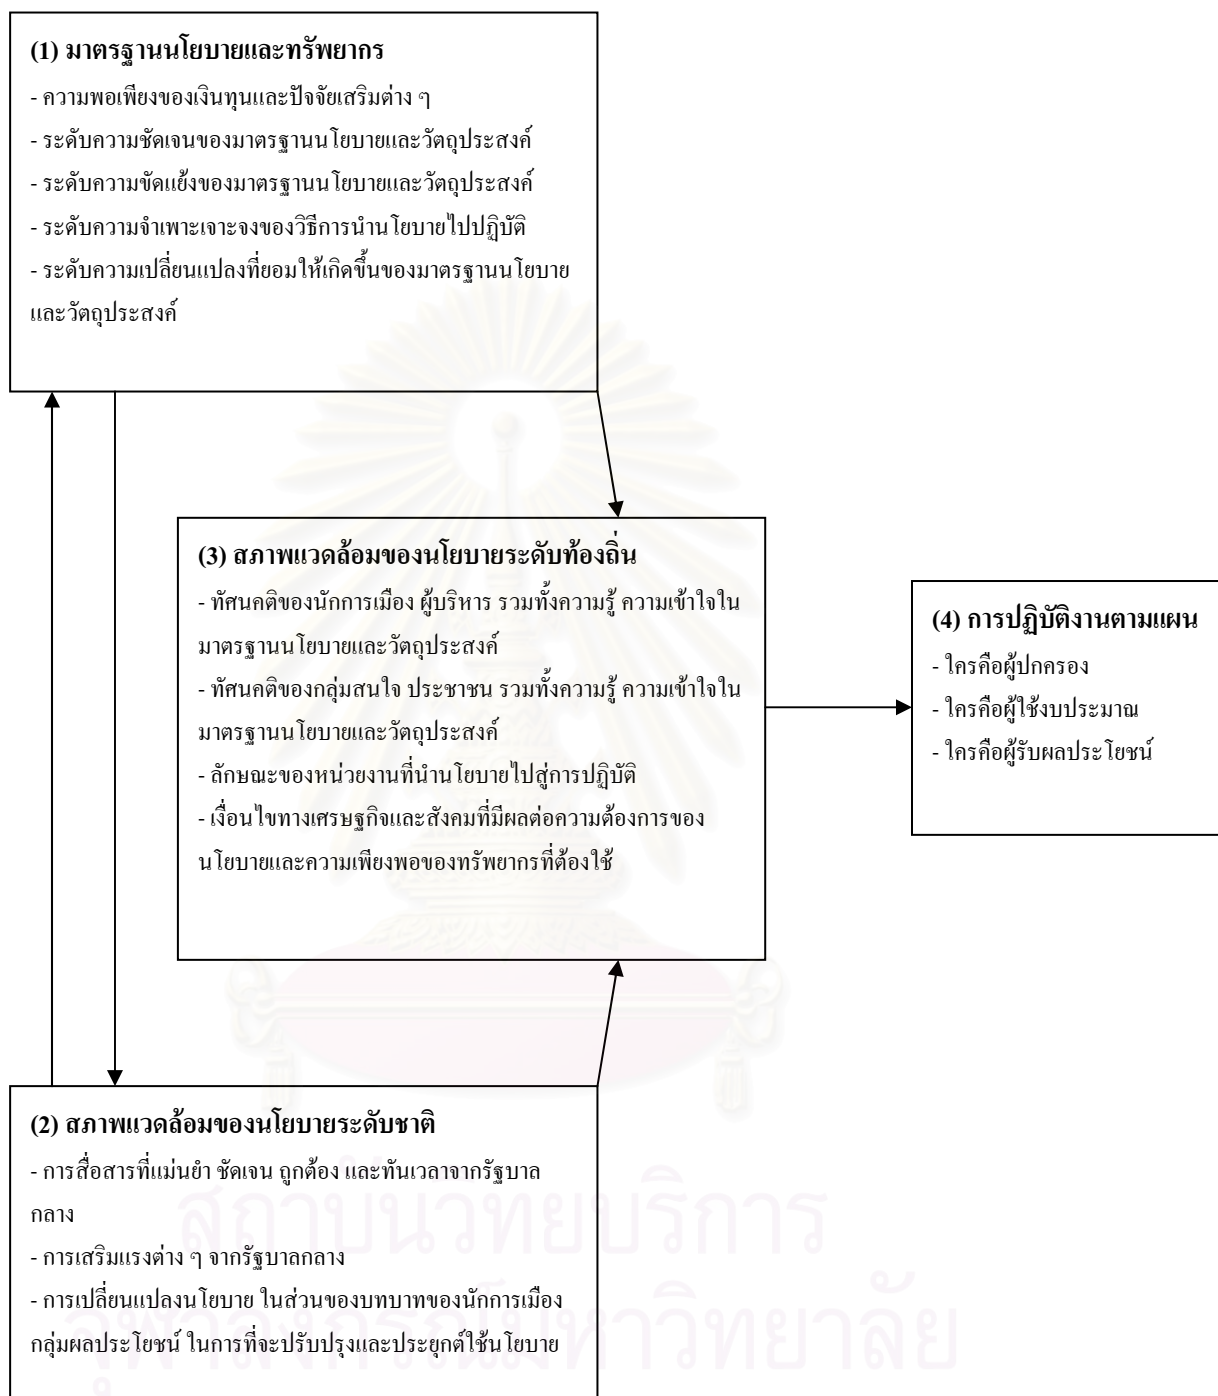 (1) มาตรฐานนโยบายและทรัพยากร
- ความพอเพียงของเงินทุนและปัจจัยเสริมต่าง ๆ
- ระดับความชัดเจนของมาตรฐานนโยบายและวัตถุประสงค์
- ระดับความขัดแย้งของมาตรฐานนโยบายและวัตถุประสงค์
- ระดับความจำเพาะเจาะจงของวิธีการนำนโยบายไปปฏิบัติ
- ระดับความเปลี่ยนแปลงที่ยอมให้เกิดขึ้นของมาตรฐานนโยบาย
และวัตถุประสงค์
(3) สภาพแวดล้อมของนโยบายระดับท้องถิ่น
- ทัศนคติของนักการเมือง ผู้บริหาร รวมทั้งความรู้ ความเข้าใจใน
มาตรฐานนโยบายและวัตถุประสงค์
- ทัศนคติของกลุ่มสนใจ ประชาชน รวมทั้งความรู้ ความเข้าใจใน
มาตรฐานนโยบายและวัตถุประสงค์
- ลักษณะของหน่วยงานที่นำนโยบายไปสู่การปฏิบัติ
- เงื่อนไขทางเศรษฐกิจและสังคมที่มีผลต่อความต้องการของ
นโยบายและความเพียงพอของทรัพยากรที่ต้องใช้
(4) การปฏิบัติงานตามแผน
- ใครคือผู้ปกครอง
- ใครคือผู้ใช้งบประมาณ
- ใครคือผู้รับผลประโยชน์
(2) สภาพแวดล้อมของนโยบายระดับชาติ
- การสื่อสารที่แม่นยำ ชัดเจน ถูกต้อง และทันเวลาจากรัฐบาล
กลาง
- การเสริมแรงต่าง ๆ จากรัฐบาลกลาง
- การเปลี่ยนแปลงนโยบาย ในส่วนของบทบาทของนักการเมือง
กลุ่มผลประโยชน์ ในการที่จะปรับปรุงและประยุกต์ใช้นโยบาย
สถาบันวิทยบริการ
จุฬาลงกรณ์มหาวิทยาลัย